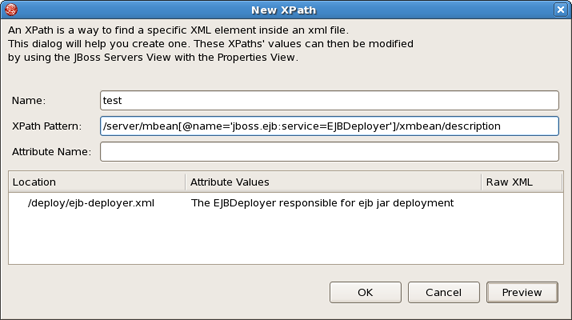 New XPath
An XPath is a way to find a specific XML element inside an xml file.
This dialog will help you create one. These XPaths' values can then be modified
by using the JBoss Servers View with the Properties View.
Name: test
XPath Pattern: /server/mbean[@name='jboss.ejb:service=EJBDeployer']/xmbean/description
Attribute Name:
Location Attribute Values Raw XML
/deploy/ejb-deployer.xml The EJBDeployer responsible for ejb jar deployment
OK Cancel Preview